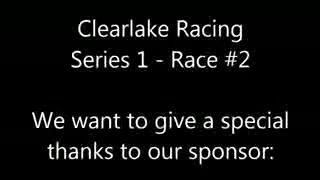 Clearlake Racing
Series 1 - Race #2
We want to give a special
thanks to our sponsor: